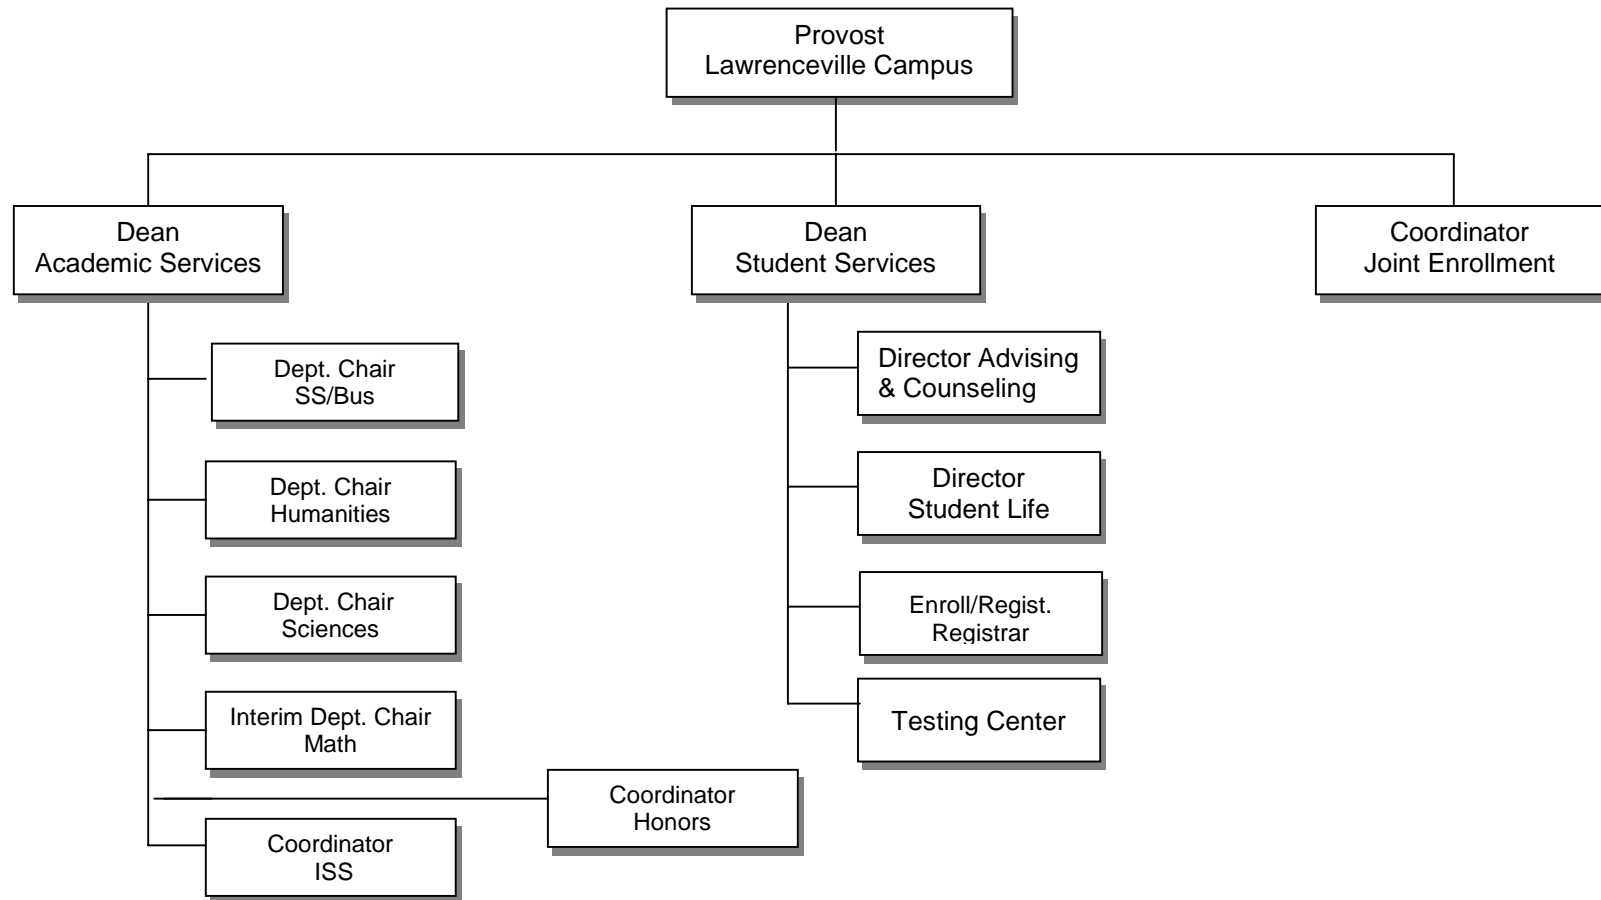 Provost
Lawrenceville Campus
Dean
Academic Services
Dean
Student Services
Coordinator
Joint Enrollment
Dept. Chair
SS/Bus
Dept. Chair
Humanities
Dept. Chair
Sciences
Interim Dept. Chair
Math
Coordinator
Honors
Coordinator
ISS
Director Advising
& Counseling
Director
Student Life
Enroll/Regist.
Registrar
Testing Center